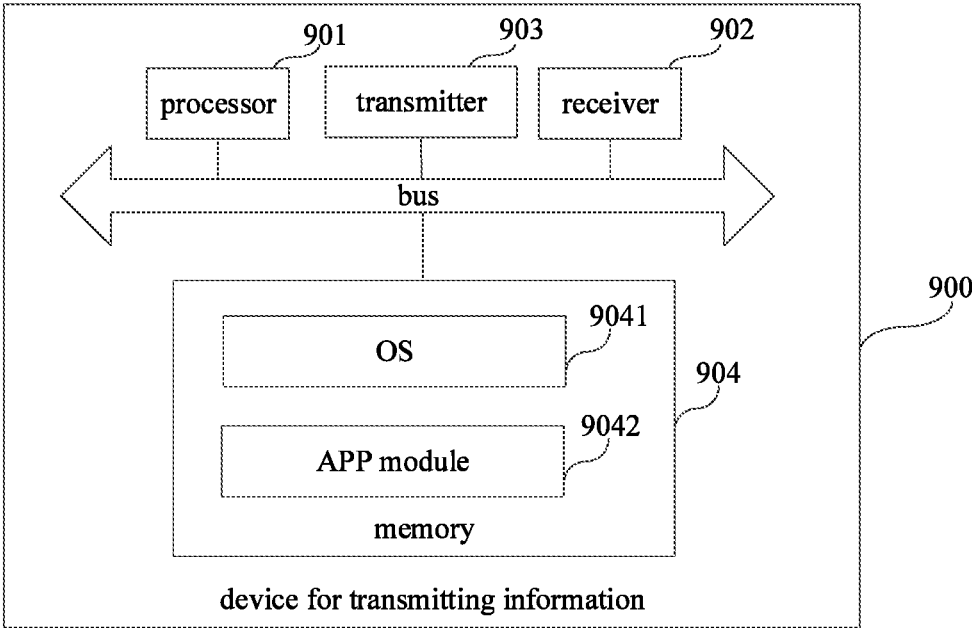 901
903
902
processor
transmitter
receiver
bus
900
9041
OS
904
9042
APP module
memory
device for transmitting information